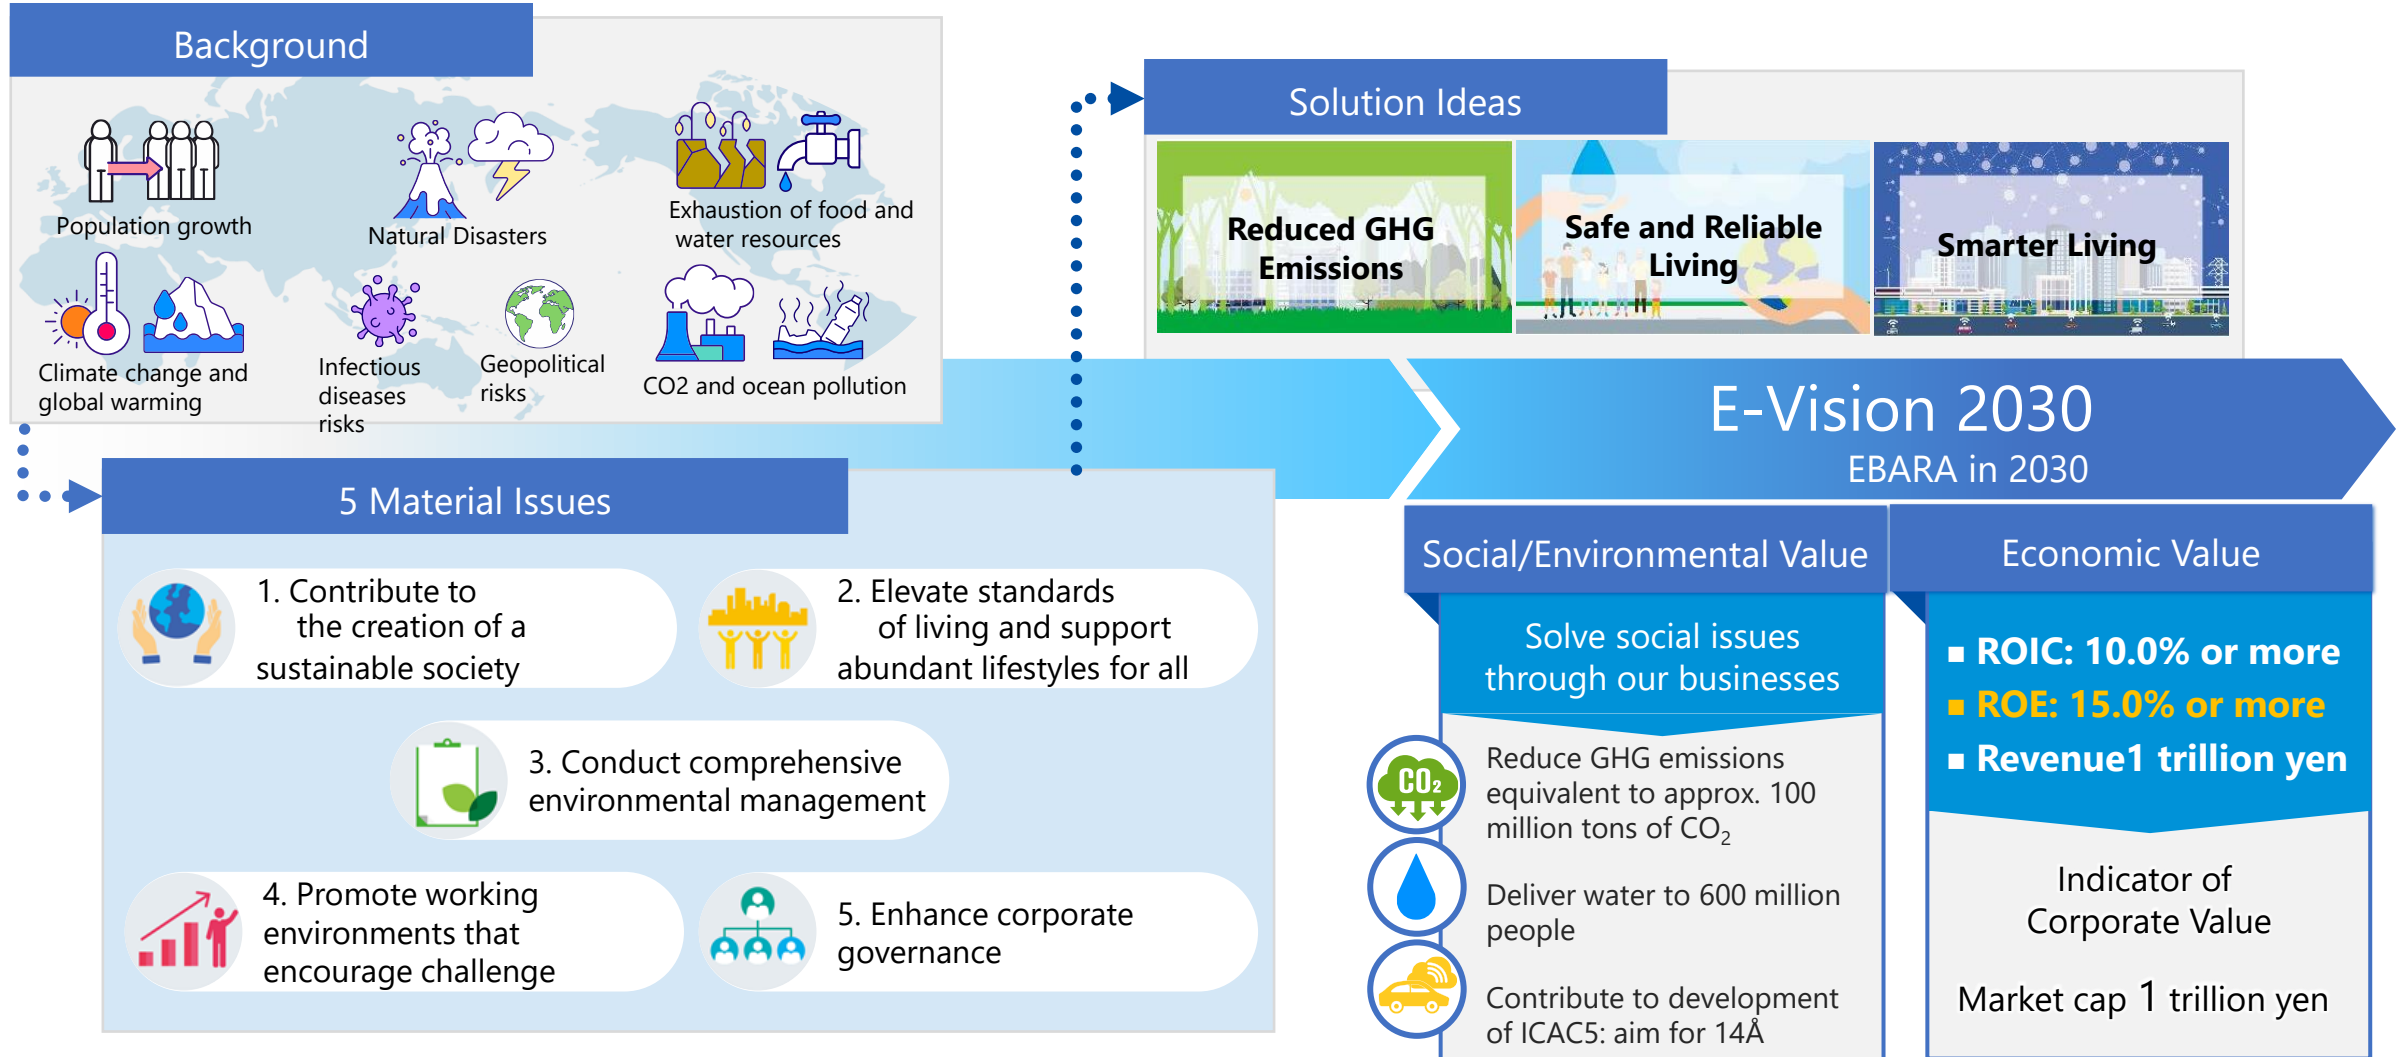 Background
Population growth
Natural Disasters
Exhaustion of food and
water resources
Climate change and
global warming
Infectious
diseases
risks
Geopolitical
risks
CO2 and ocean pollution
5 Material Issues
1. Contribute to
the creation of a
sustainable society
2. Elevate standards
of living and support
abundant lifestyles for all
3. Conduct comprehensive
environmental management
4. Promote working
environments that
encourage challenge
5. Enhance corporate
governance
Solution Ideas
Reduced GHG
Emissions
Safe and Reliable
Living
Smarter Living
E-Vision 2030
EBARA in 2030
Social/Environmental Value
Solve social issues
through our businesses
CO2
Reduce GHG emissions
equivalent to approx. 100
million tons of CO₂
Deliver water to 600 million
people
Contribute to development
of ICAC5: aim for 14Å
Economic Value
■ ROIC: 10.0% or more
■ ROE: 15.0% or more
■ Revenue1 trillion yen
Indicator of
Corporate Value
Market cap 1 trillion yen